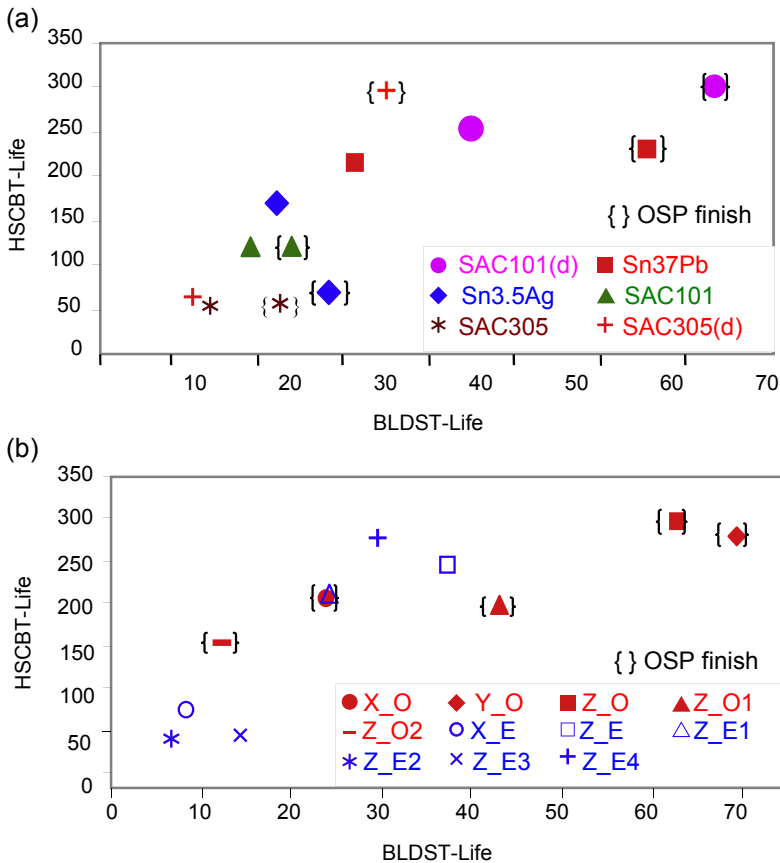 (a)
350
300
250
200
150
100
50
0
HSCBT-Life
{ } OSP finish
SAC101(d) Sn37Pb
Sn3.5Ag SAC101
SAC305 SAC305(d)
10 20 30 40 50 60 70
BLDST-Life
(b)
350
300
250
200
150
100
50
0
HSCBT-Life
{ } OSP finish
X_O Y_O Z_O Z_O1
Z_O2 X_E Z_E Z_E1
Z_E2 Z_E3 Z_E4
0 10 20 30 40 50 60 70
BLDST-Life